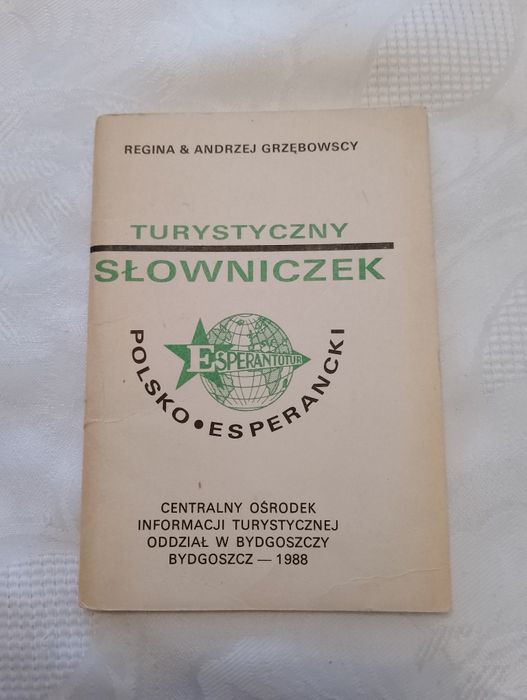 REGINA & ANDRZEJ GRZĘBOWSCY
TURYSTYCZNY
SŁOWNICZEK
ESPERANTOTUR
POLSKO • ESPERANCKI
CENTRALNY OŚRODEK
INFORMACJI TURYSTYCZNEJ
ODDZIAŁ W BYDGOSZCZY
BYDGOSZCZ — 1988